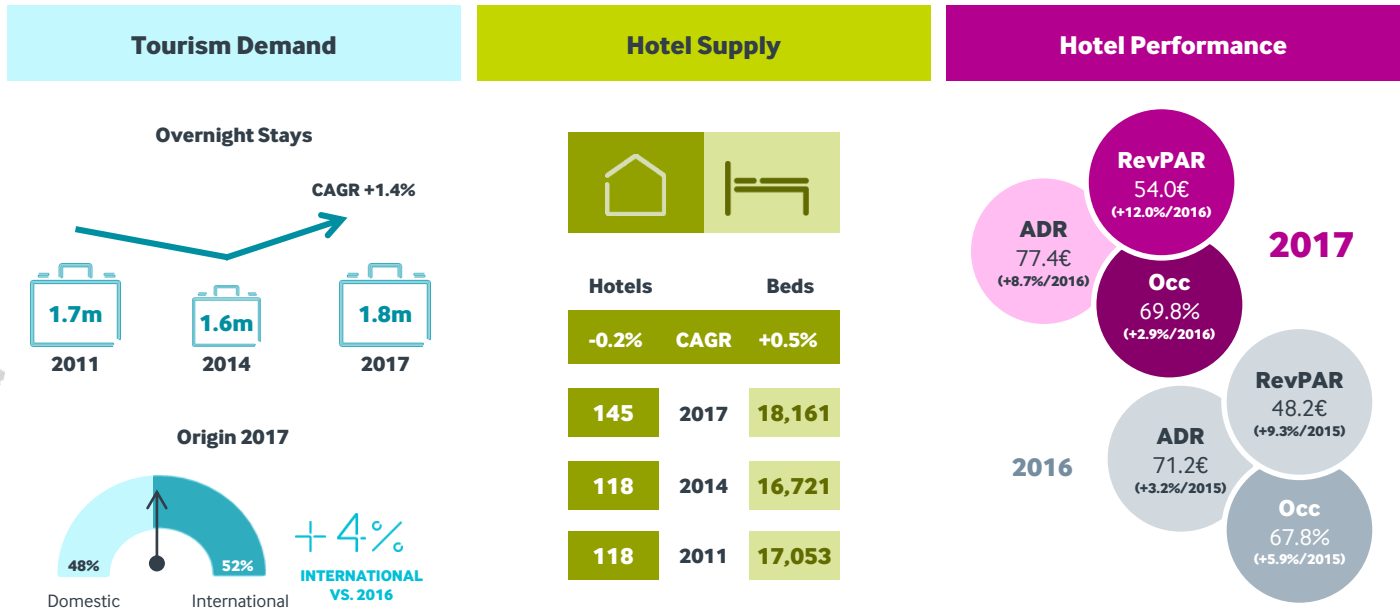 Tourism Demand
Overnight Stays
CAGR +1.4%
1.7m
1.6m
1.8m
2011
2014
2017
Origin 2017
48%
52%
Domestic
International
+4%
INTERNATIONAL
VS. 2016
Hotel Supply
Hotels
Beds
-0.2% CAGR +0.5%
145 2017 18,161
118 2014 16,721
118 2011 17,053
Hotel Performance
2017
RevPAR
54.0€
(+12.0%/2016)
ADR
77.4€
(+8.7%/2016)
Occ
69.8%
(+2.9%/2016)
2016
RevPAR
48.2€
(+9.3%/2015)
ADR
71.2€
(+3.2%/2015)
Occ
67.8%
(+5.9%/2015)